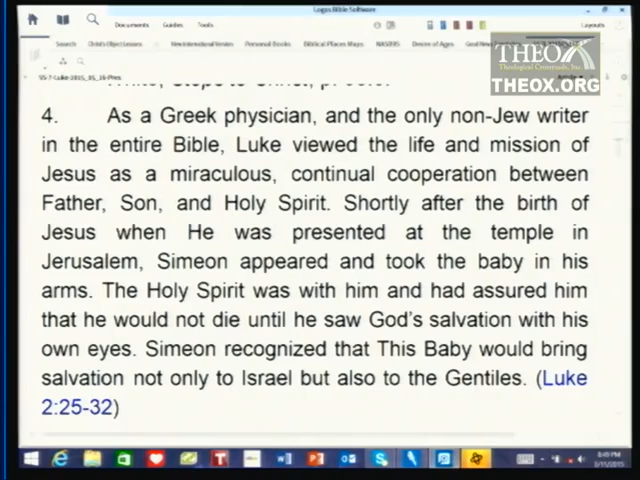 Logos Bible Software
Documents Guides Tools Layouts
Search Christ's Object Lessons New International Version Personal Books Biblical Places Maps NASB95 Desire of Ages
THEOX
Theological Crossroads, Inc.
THEOX.ORG
4. As a Greek physician, and the only non-Jew writer
in the entire Bible, Luke viewed the life and mission of
Jesus as a miraculous, continual cooperation between
Father, Son, and Holy Spirit. Shortly after the birth of
Jesus when He was presented at the temple in
Jerusalem, Simeon appeared and took the baby in his
arms. The Holy Spirit was with him and had assured him
that he would not die until he saw God's salvation with his
own eyes. Simeon recognized that This Baby would bring
salvation not only to Israel but also to the Gentiles. (Luke
2:25-32)
8:49 PM